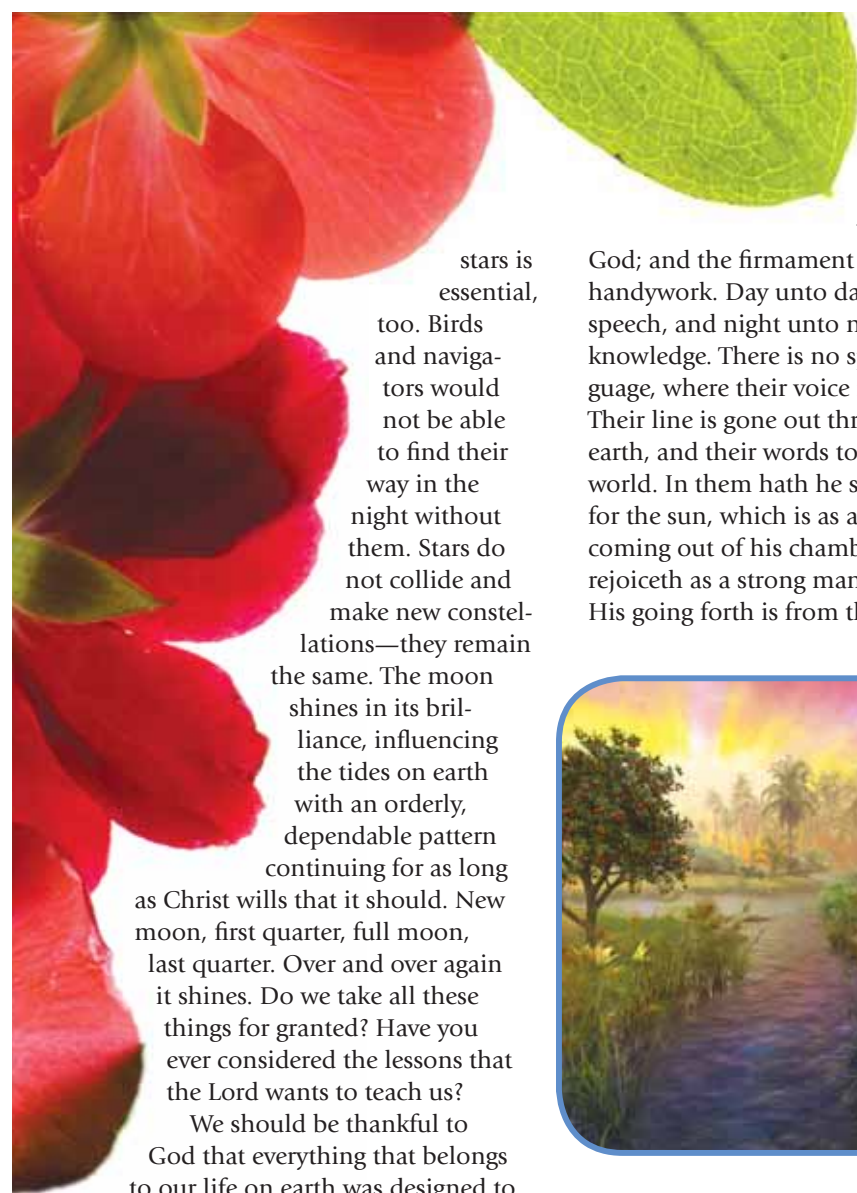 stars is
essential,
too. Birds
and naviga-
tors would
not be able
to find their
way in the
night without
them. Stars do
not collide and
make new constel-
lations—they remain
the same. The moon
shines in its bril-
liance, influencing
the tides on earth
with an orderly,
dependable pattern
continuing for as long
as Christ wills that it should. New
moon, first quarter, full moon,
last quarter. Over and over again
it shines. Do we take all these
things for granted? Have you
ever considered the lessons that
the Lord wants to teach us?
We should be thankful to
God that everything that belongs
to our life on earth was designed to
God; and the firmament
handywork. Day unto da
speech, and night unto n
knowledge. There is no s
guage, where their voice
Their line is gone out thr
earth, and their words to
world. In them hath he s
for the sun, which is as a
coming out of his chamb
rejoiceth as a strong man
His going forth is from th